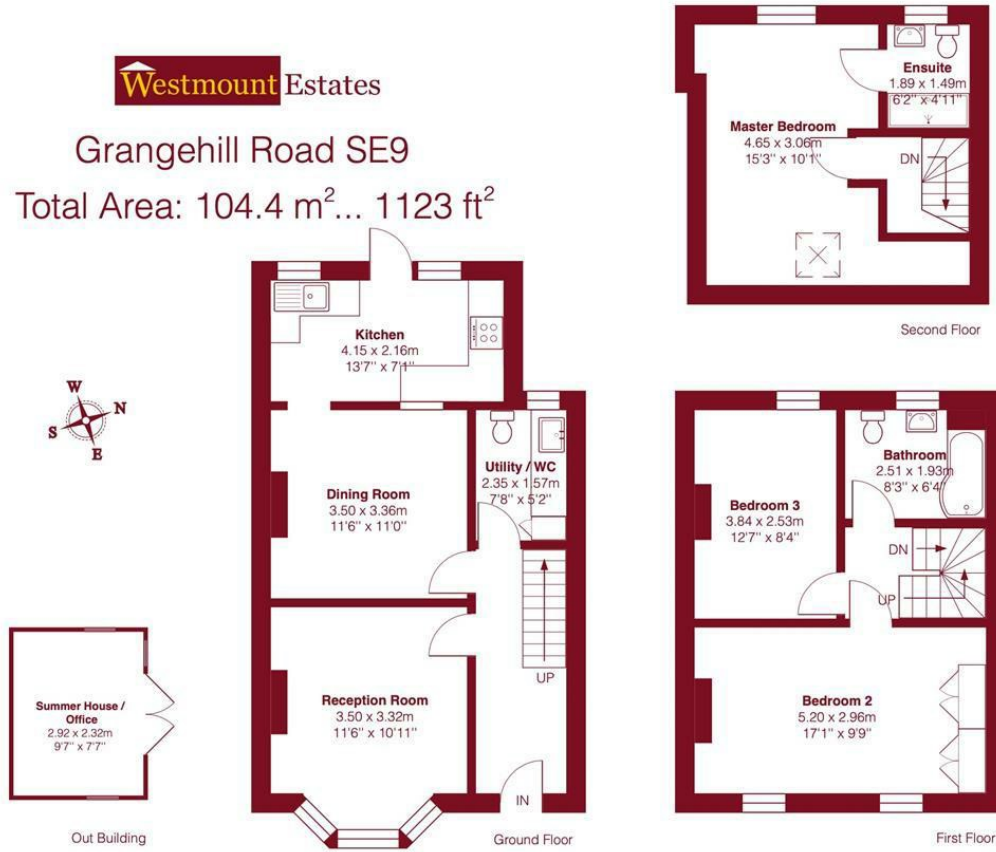 Westmount Estates
Grangehill Road SE9
Total Area: 104.4 m²... 1123 ft²
W
N
S
E
Kitchen
4.15 x 2.16m
13'7'' x 7'1''
Dining Room
3.50 x 3.36m
11'6'' x 11'0''
Utility / WC
2.35 x 1.57m
7'8'' x 5'2''
UP
Reception Room
3.50 x 3.32m
11'6'' x 10'11''
IN
Ground Floor
Summer House /
Office
2.92 x 2.32m
9'7'' x 7'7''
Out Building
Ensuite
1.89 x 1.49m
6'2'' x 4'11''
Master Bedroom
4.65 x 3.06m
15'3'' x 10'1''
DN
Second Floor
Bathroom
2.51 x 1.93m
8'3'' x 6'4''
Bedroom 3
3.84 x 2.53m
12'7'' x 8'4''
DN
UP
Bedroom 2
5.20 x 2.96m
17'1'' x 9'9''
First Floor